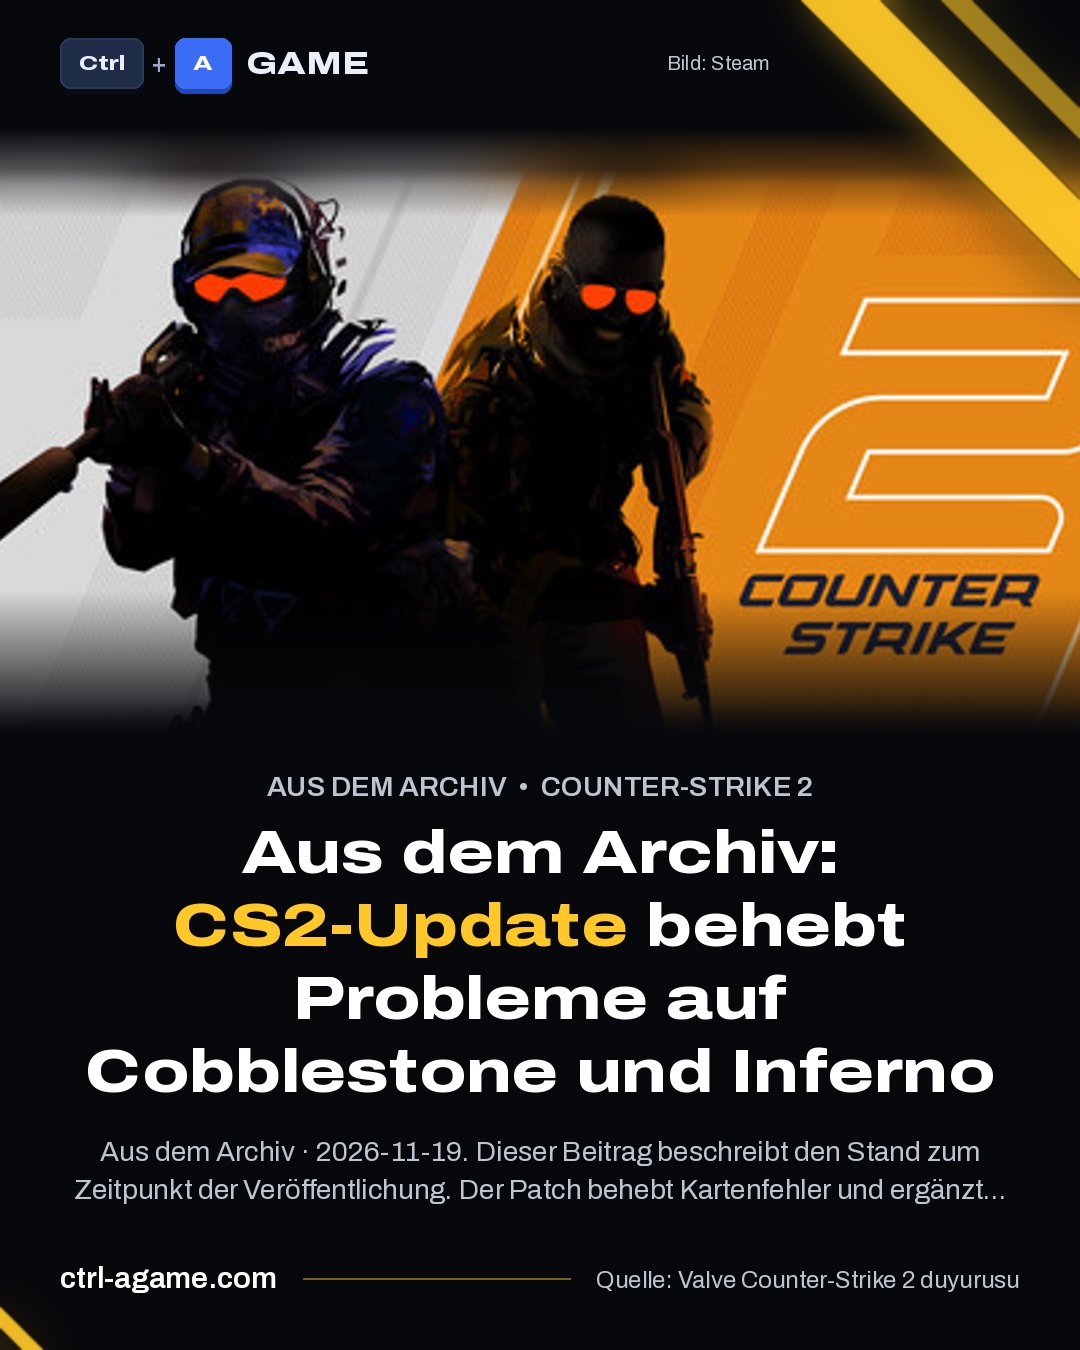 Ctrl + A GAME
Bild: Steam
2
COUNTER
STRIKE
AUS DEM ARCHIV • COUNTER-STRIKE 2
Aus dem Archiv:
CS2-Update behebt
Probleme auf
Cobblestone und Inferno
Aus dem Archiv · 2026-11-19. Dieser Beitrag beschreibt den Stand zum
Zeitpunkt der Veröffentlichung. Der Patch behebt Kartenfehler und ergänzt...
ctrl-agame.com
Quelle: Valve Counter-Strike 2 duyurusu